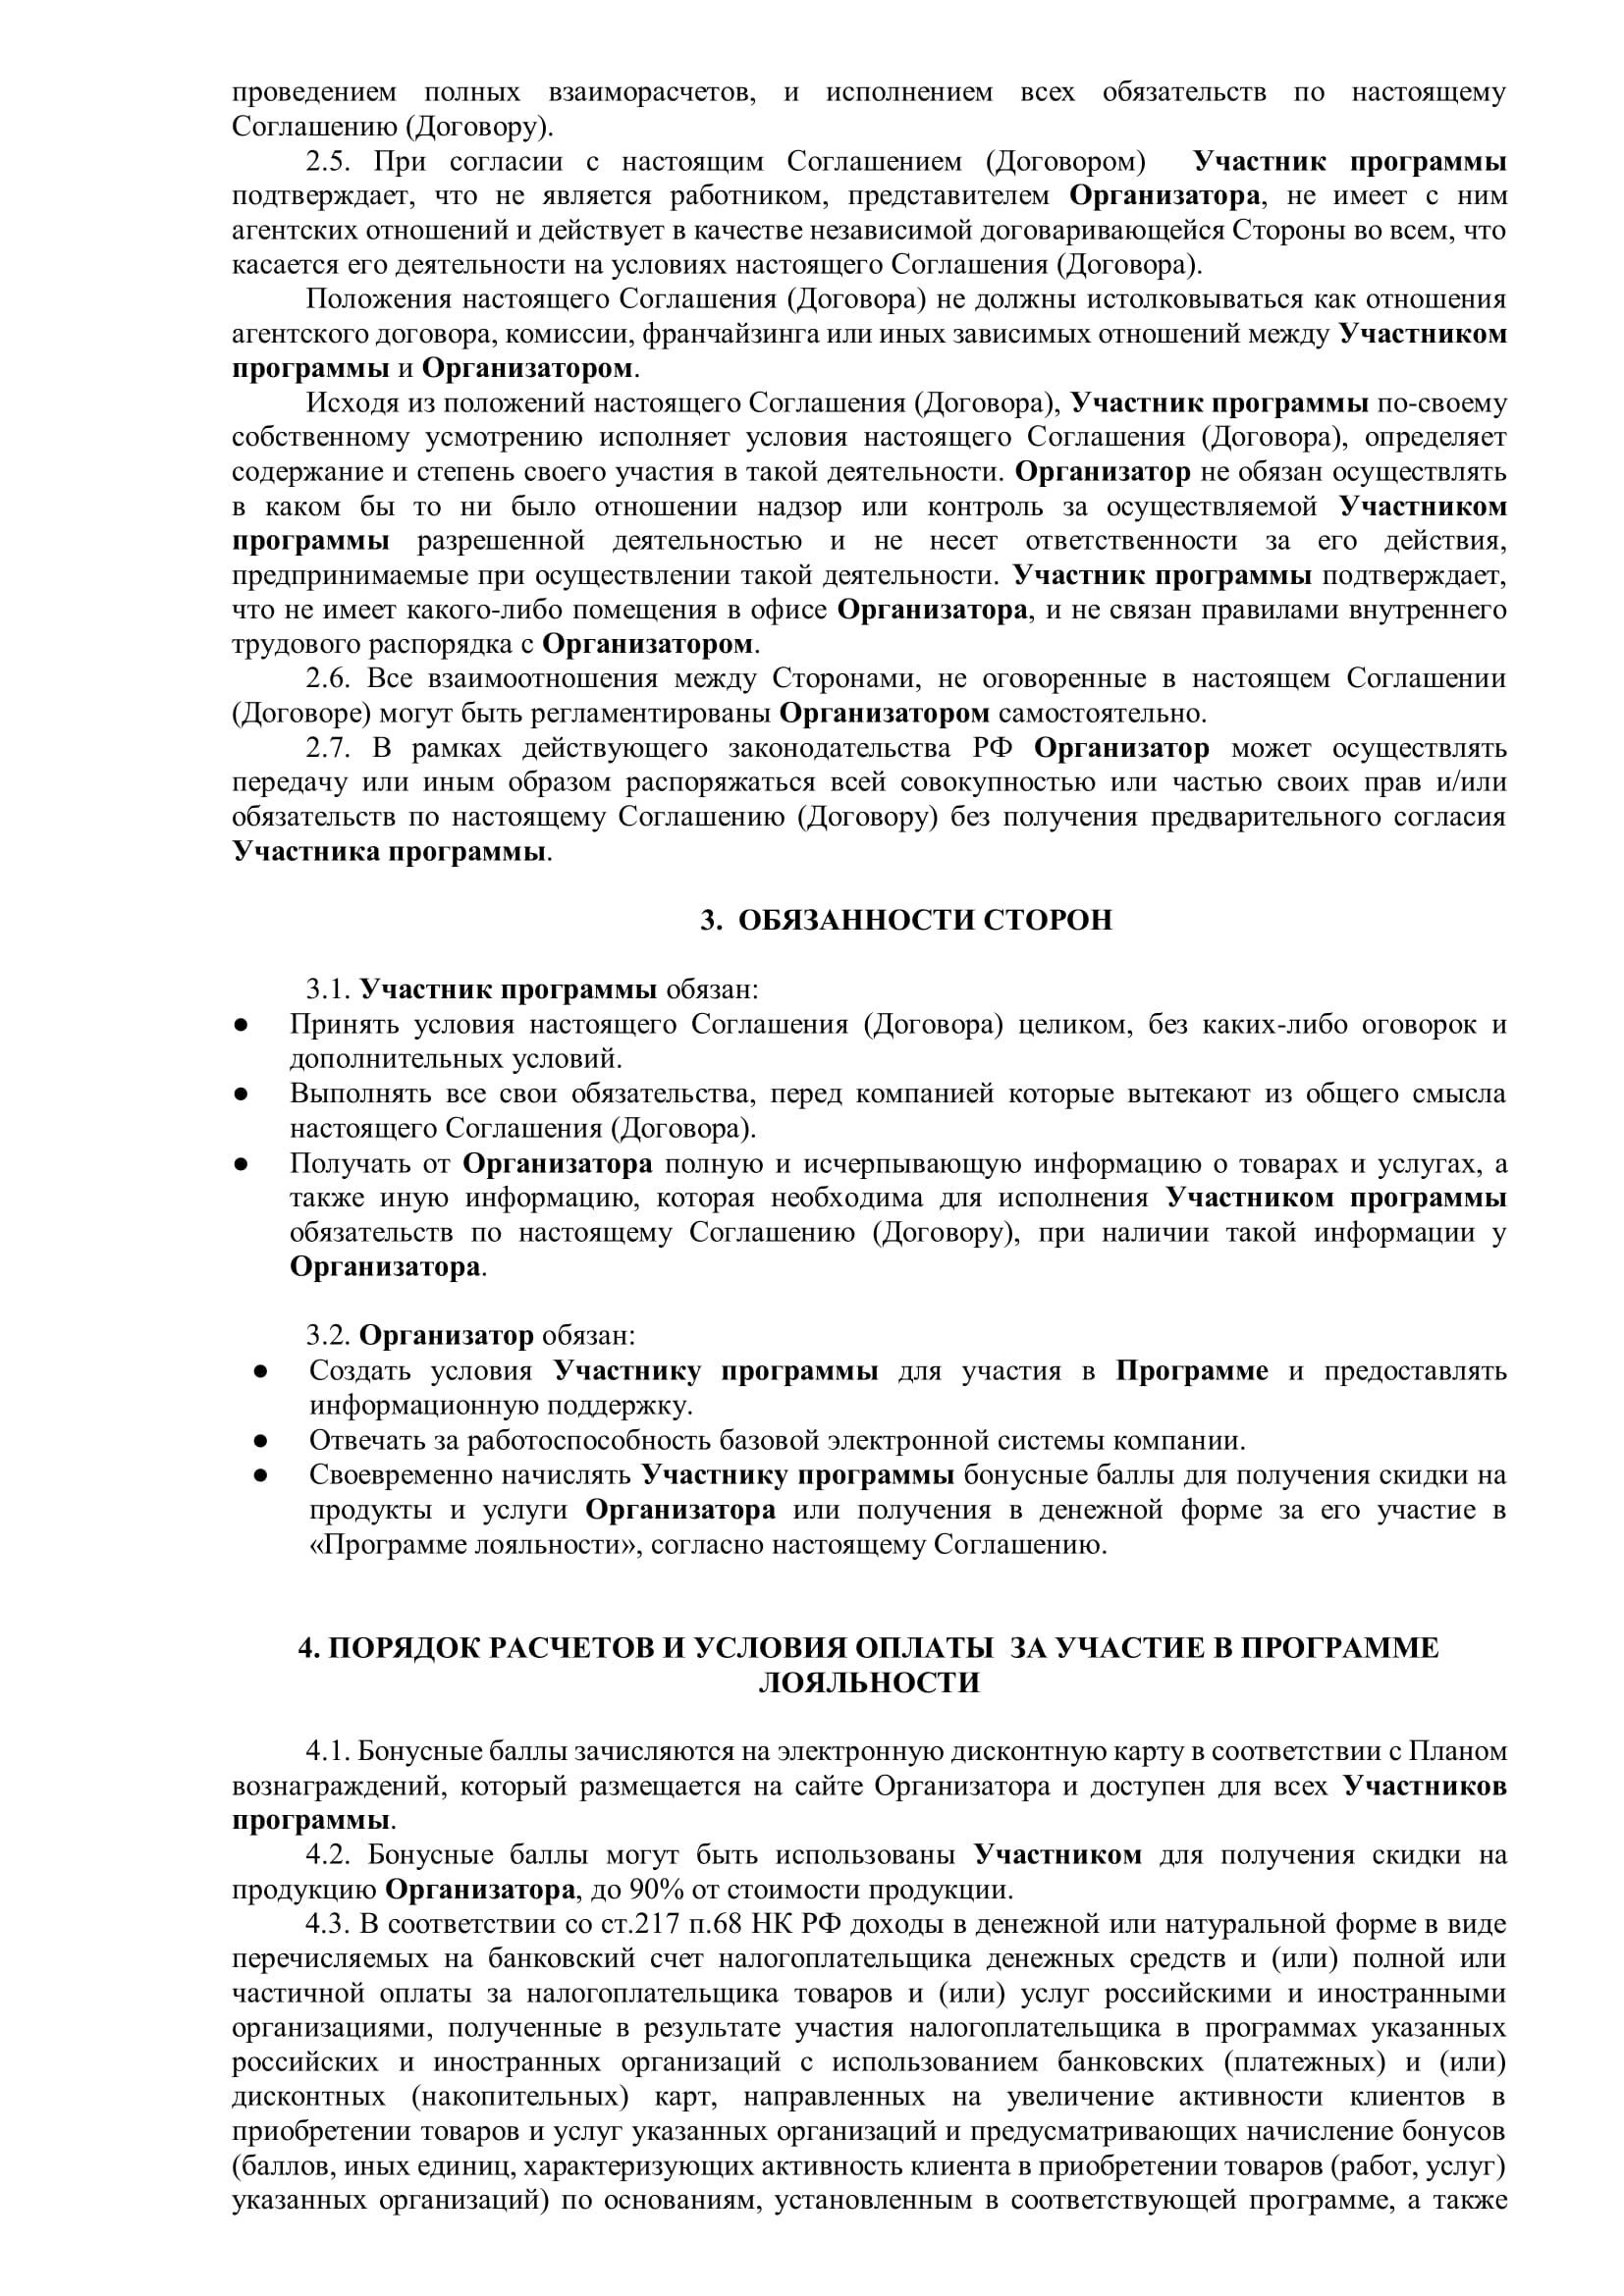 проведением полных взаиморасчетов, и исполнением всех обязательств по настоящему
Соглашению (Договору).
2.5. При согласии с настоящим Соглашением (Договором) Участник программы
подтверждает, что не является работником, представителем Организатора, не имеет с ним
агентских отношений и действует в качестве независимой договаривающейся Стороны во всем, что
касается его деятельности на условиях настоящего Соглашения (Договора).
Положения настоящего Соглашения (Договора) не должны истолковываться как отношения
агентского договора, комиссии, франчайзинга или иных зависимых отношений между Участником
программы и Организатором.
Исходя из положений настоящего Соглашения (Договора), Участник программы по-своему
собственному усмотрению исполняет условия настоящего Соглашения (Договора), определяет
содержание и степень своего участия в такой деятельности. Организатор не обязан осуществлять
в каком бы то ни было отношении надзор или контроль за осуществляемой Участником
программы разрешенной деятельностью и не несет ответственности за его действия,
предпринимаемые при осуществлении такой деятельности. Участник программы подтверждает,
что не имеет какого-либо помещения в офисе Организатора, и не связан правилами внутреннего
трудового распорядка с Организатором.
2.6. Все взаимоотношения между Сторонами, не оговоренные в настоящем Соглашении
(Договоре) могут быть регламентированы Организатором самостоятельно.
2.7. В рамках действующего законодательства РФ Организатор может осуществлять
передачу или иным образом распоряжаться всей совокупностью или частью своих прав и/или
обязательств по настоящему Соглашению (Договору) без получения предварительного согласия
Участника программы.
3. ОБЯЗАННОСТИ СТОРОН
3.1. Участник программы обязан:
● Принять условия настоящего Соглашения (Договора) целиком, без каких-либо оговорок и
дополнительных условий.
● Выполнять все свои обязательства, перед компанией которые вытекают из общего смысла
настоящего Соглашения (Договора).
● Получать от Организатора полную и исчерпывающую информацию о товарах и услугах, а
также иную информацию, которая необходима для исполнения Участником программы
обязательств по настоящему Соглашению (Договору), при наличии такой информации у
Организатора.
3.2. Организатор обязан:
● Создать условия Участнику программы для участия в Программе и предоставлять
информационную поддержку.
● Отвечать за работоспособность базовой электронной системы компании.
● Своевременно начислять Участнику программы бонусные баллы для получения скидки на
продукты и услуги Организатора или получения в денежной форме за его участие в
«Программе лояльности», согласно настоящему Соглашению.
4. ПОРЯДОК РАСЧЕТОВ И УСЛОВИЯ ОПЛАТЫ ЗА УЧАСТИЕ В ПРОГРАММЕ
ЛОЯЛЬНОСТИ
4.1. Бонусные баллы зачисляются на электронную дисконтную карту в соответствии с Планом
вознаграждений, который размещается на сайте Организатора и доступен для всех Участников
программы.
4.2. Бонусные баллы могут быть использованы Участником для получения скидки на
продукцию Организатора, до 90% от стоимости продукции.
4.3. В соответствии со ст.217 п.68 НК РФ доходы в денежной или натуральной форме в виде
перечисляемых на банковский счет налогоплательщика денежных средств и (или) полной или
частичной оплаты за налогоплательщика товаров и (или) услуг российскими и иностранными
организациями, полученные в результате участия налогоплательщика в программах указанных
российских и иностранных организаций с использованием банковских (платежных) и (или)
дисконтных (накопительных) карт, направленных на увеличение активности клиентов в
приобретении товаров и услуг указанных организаций и предусматривающих начисление бонусов
(баллов, иных единиц, характеризующих активность клиента в приобретении товаров (работ, услуг)
указанных организаций) по основаниям, установленным в соответствующей программе, а также